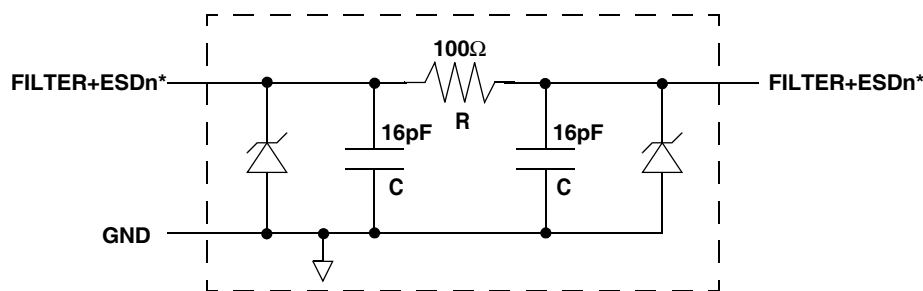 100Ω
FILTER+ESDn*
FILTER+ESDn*
R
16pF
16pF
C
C
GND